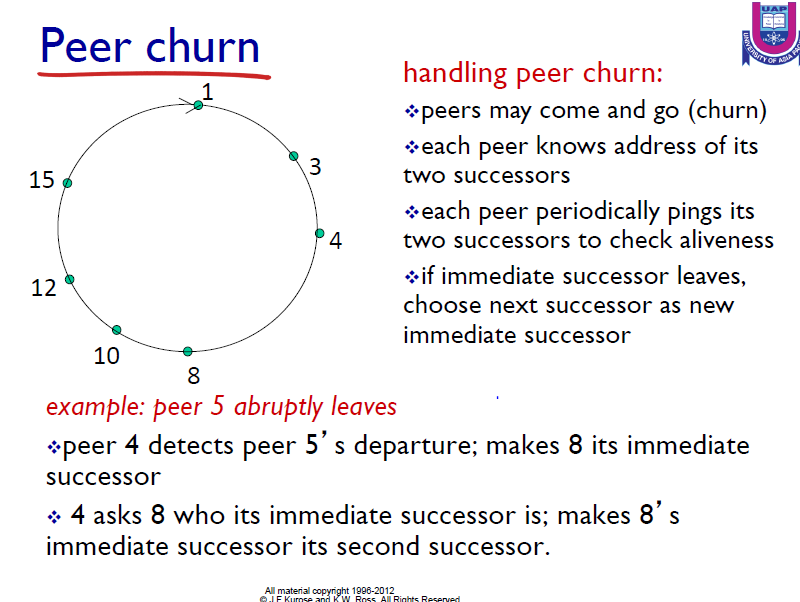 Peer churn
UAP
UNIVERSITY OF ASIA PAC
handling peer churn:
❖peers may come and go (churn)
❖each peer knows address of its
two successors
❖each peer periodically pings its
two successors to check aliveness
❖if immediate successor leaves,
choose next successor as new
immediate successor
1
3
4
15
12
10
8
example: peer 5 abruptly leaves
❖peer 4 detects peer 5’s departure; makes 8 its immediate
successor
❖ 4 asks 8 who its immediate successor is; makes 8’s
immediate successor its second successor.
All material copyright 1996-2012
© J.F Kurose and K.W. Ross, All Rights Reserved